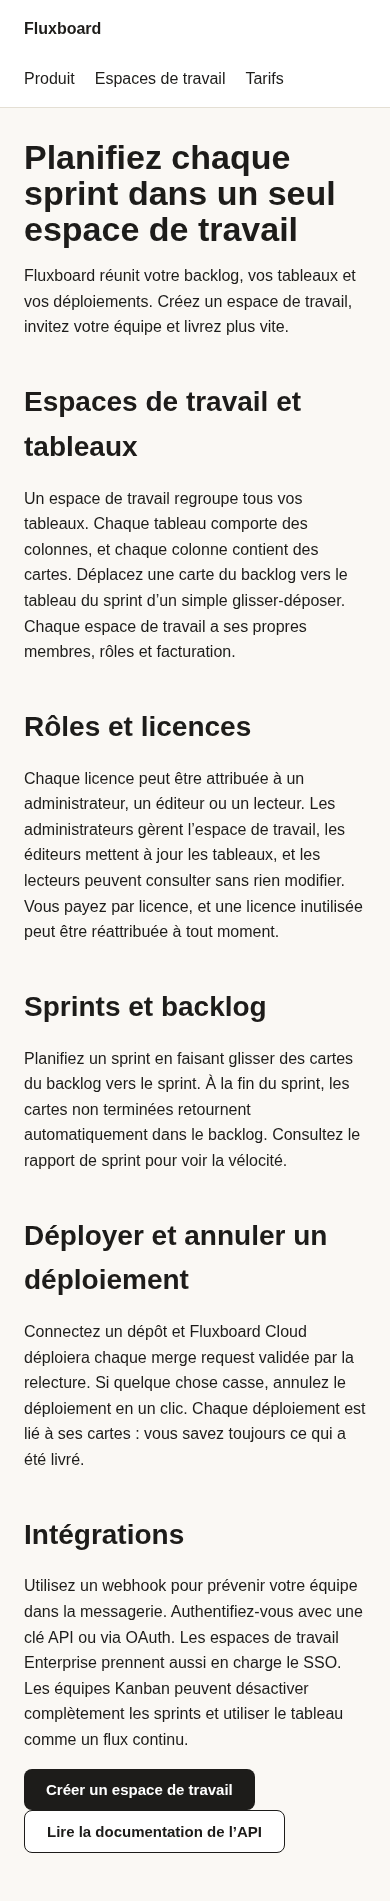 Fluxboard
Produit Espaces de travail Tarifs
Planifiez chaque
sprint dans un seul
espace de travail
Fluxboard réunit votre backlog, vos tableaux et
vos déploiements. Créez un espace de travail,
invitez votre équipe et livrez plus vite.
Espaces de travail et
tableaux
Un espace de travail regroupe tous vos
tableaux. Chaque tableau comporte des
colonnes, et chaque colonne contient des
cartes. Déplacez une carte du backlog vers le
tableau du sprint d’un simple glisser-déposer.
Chaque espace de travail a ses propres
membres, rôles et facturation.
Rôles et licences
Chaque licence peut être attribuée à un
administrateur, un éditeur ou un lecteur. Les
administrateurs gèrent l’espace de travail, les
éditeurs mettent à jour les tableaux, et les
lecteurs peuvent consulter sans rien modifier.
Vous payez par licence, et une licence inutilisée
peut être réattribuée à tout moment.
Sprints et backlog
Planifiez un sprint en faisant glisser des cartes
du backlog vers le sprint. À la fin du sprint, les
cartes non terminées retournent
automatiquement dans le backlog. Consultez le
rapport de sprint pour voir la vélocité.
Déployer et annuler un
déploiement
Connectez un dépôt et Fluxboard Cloud
déploiera chaque merge request validée par la
relecture. Si quelque chose casse, annulez le
déploiement en un clic. Chaque déploiement est
lié à ses cartes : vous savez toujours ce qui a
été livré.
Intégrations
Utilisez un webhook pour prévenir votre équipe
dans la messagerie. Authentifiez-vous avec une
clé API ou via OAuth. Les espaces de travail
Enterprise prennent aussi en charge le SSO.
Les équipes Kanban peuvent désactiver
complètement les sprints et utiliser le tableau
comme un flux continu.
Créer un espace de travail
Lire la documentation de l’API